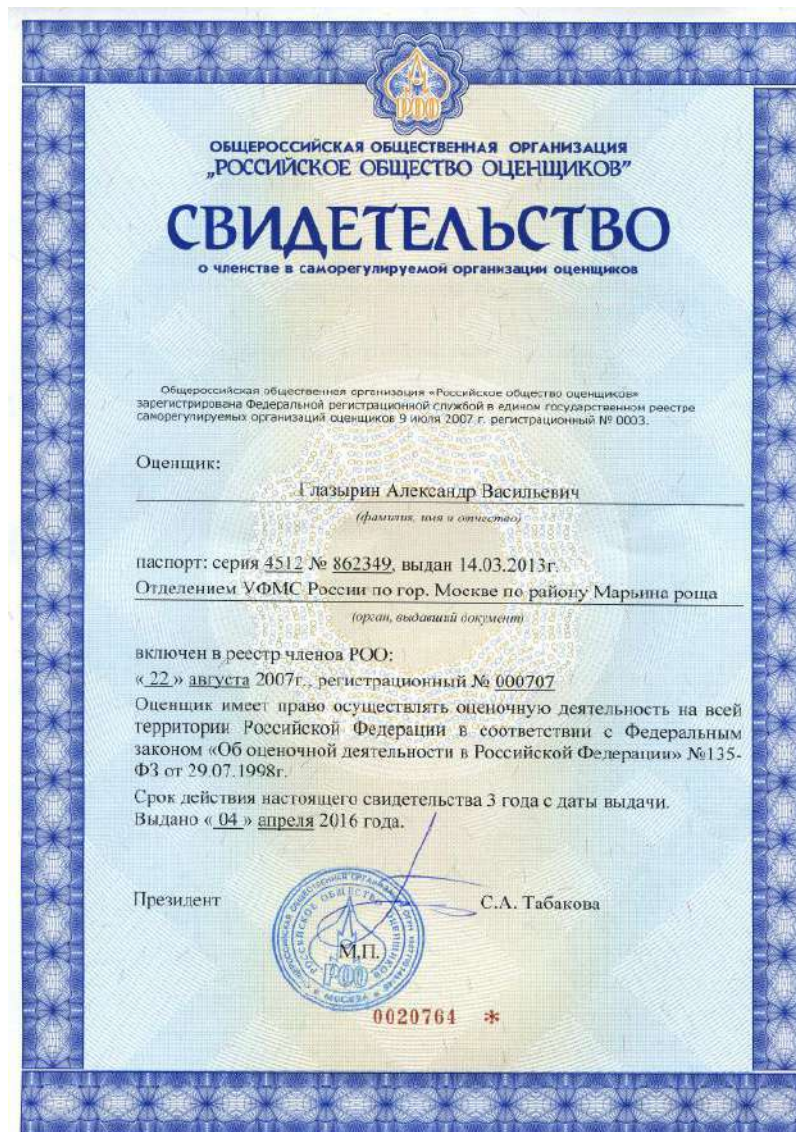 РОО
ОБЩЕРОССИЙСКАЯ ОБЩЕСТВЕННАЯ ОРГАНИЗАЦИЯ
„РОССИЙСКОЕ ОБЩЕСТВО ОЦЕНЩИКОВ”
СВИДЕТЕЛЬСТВО
о членстве в саморегулируемой организации оценщиков
Общероссийская общественная организация «Российское общество оценщиков»
зарегистрирована Федеральной регистрационной службой в едином государственном реестре
саморегулируемых организаций оценщиков 9 июля 2007 г. регистрационный № 0003.
Оценщик:
Глазырин Александр Васильевич
(фамилия, имя и отчество)
паспорт: серия 4512 № 862349, выдан 14.03.2013г.
Отделением УФМС России по гор. Москве по району Марьина роща
(орган, выдавший документ)
включен в реестр членов РОО:
« 22 » августа 2007г., регистрационный № 000707
Оценщик имеет право осуществлять оценочную деятельность на всей
территории Российской Федерации в соответствии с Федеральным
законом «Об оценочной деятельности в Российской Федерации» №135-
ФЗ от 29.07.1998г.
Срок действия настоящего свидетельства 3 года с даты выдачи.
Выдано « 04 » апреля 2016 года.
Президент
С.А. Табакова
РОССИЙСКОЕ ОБЩЕСТВО ОЦЕНЩИКОВ
М.П.
РОО
МОСКВА
0020764 *